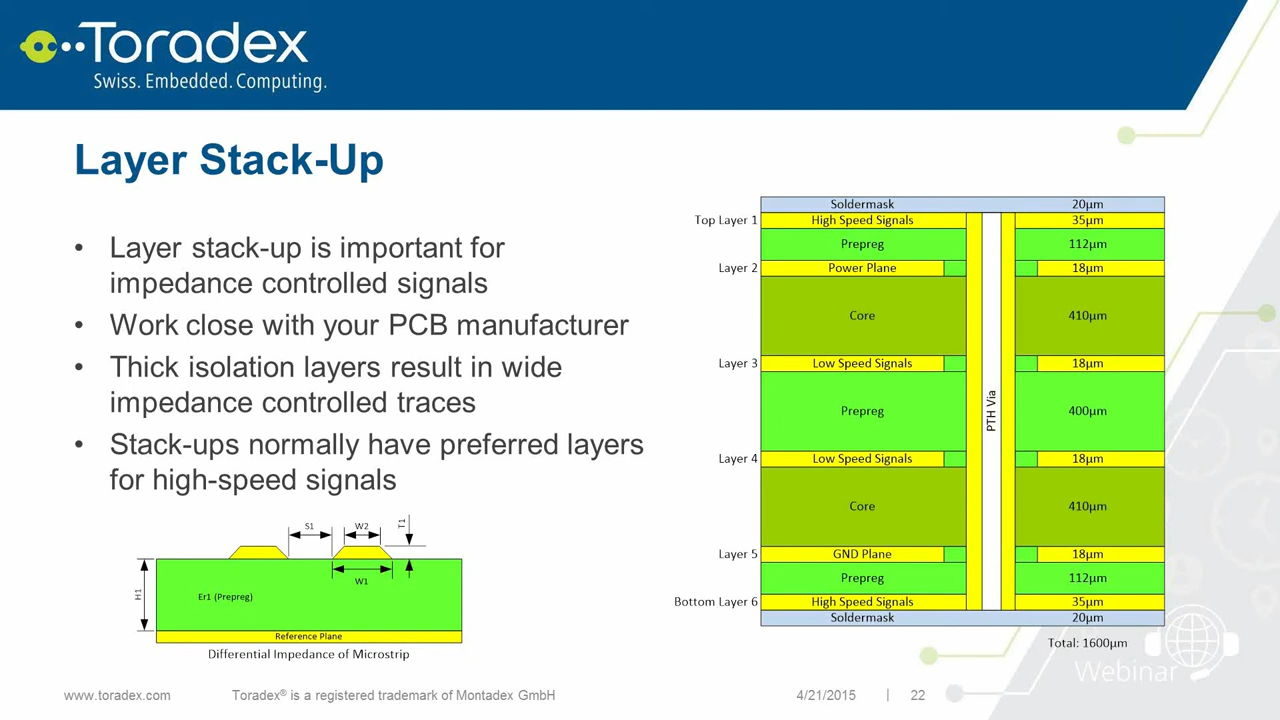 Toradex
Swiss. Embedded. Computing.
Layer Stack-Up
• Layer stack-up is important for
impedance controlled signals
• Work close with your PCB manufacturer
• Thick isolation layers result in wide
impedance controlled traces
• Stack-ups normally have preferred layers
for high-speed signals
S1
W2
T1
W1
H1
Er1 (Prepreg)
Reference Plane
Differential Impedance of Microstrip
Soldermask 20µm
Top Layer 1 High Speed Signals 35µm
Prepreg 112µm
Layer 2 Power Plane 18µm
Core 410µm
Layer 3 Low Speed Signals 18µm
Prepreg 400µm
PTH Via
Layer 4 Low Speed Signals 18µm
Core 410µm
Layer 5 GND Plane 18µm
Prepreg 112µm
Bottom Layer 6 High Speed Signals 35µm
Soldermask 20µm
Total: 1600µm
Webinar
www.toradex.com Toradex® is a registered trademark of Montadex GmbH 4/21/2015 | 22